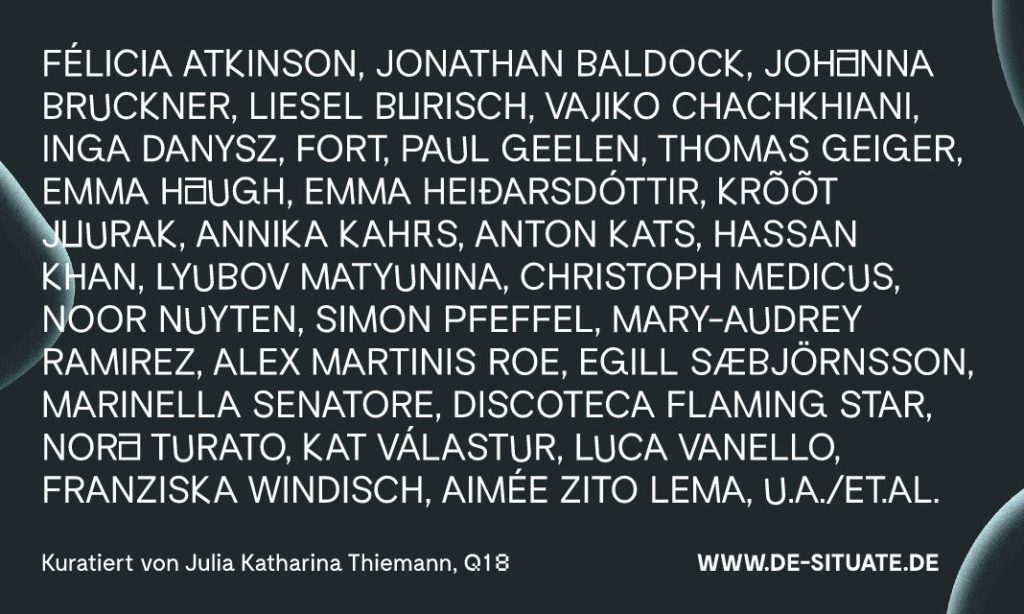 FÉLICIA ATKINSON, JONATHAN BALDOCK, JOHANNA
BRUCKNER, LIESEL BURISCH, VAJIKO CHACHKHIANI,
INGA DANYSZ, FORT, PAUL GEELEN, THOMAS GEIGER,
EMMA HAUGH, EMMA HEIÐARSDÓTTIR, KRÕÕT
JUURAK, ANNIKA KAHRS, ANTON KATS, HASSAN
KHAN, LYUBOV MATYUNINA, CHRISTOPH MEDICUS,
NOOR NUYTEN, SIMON PFEFFEL, MARY-AUDREY
RAMIREZ, ALEX MARTINIS ROE, EGILL SÆBJÖRNSSON,
MARINELLA SENATORE, DISCOTECA FLAMING STAR,
NORA TURATO, KAT VÁLASTUR, LUCA VANELLO,
FRANZISKA WINDISCH, AIMÉE ZITO LEMA, U.A./ET.AL.
Kuratiert von Julia Katharina Thiemann, Q18
WWW.DE-SITUATE.DE